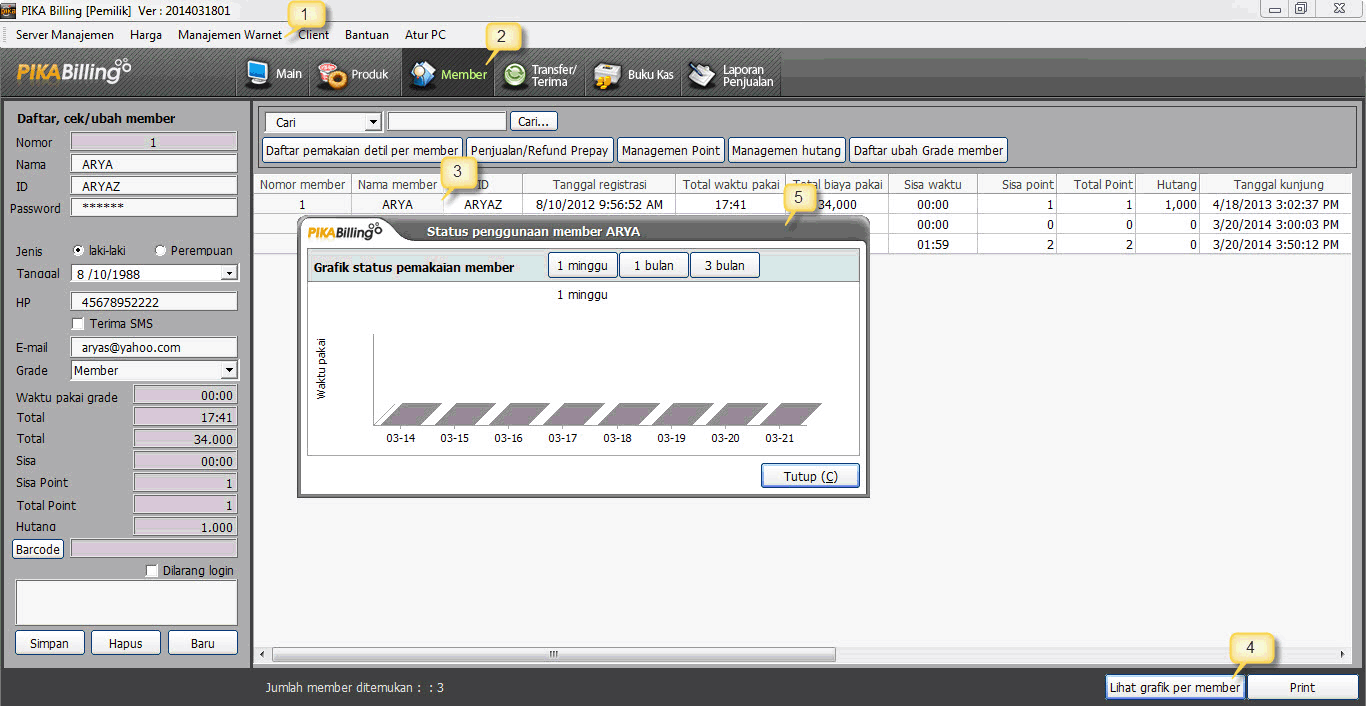 PIKA Billing [Pemilik] Ver : 2014031801
1
Server Manajemen Harga Manajemen Warnet Client Bantuan Atur PC
2
PIKABilling
Main Produk Member Transfer/ Terima Buku Kas Laporan Penjualan
Daftar, cek/ubah member
Nomor 1
Nama ARYA
ID ARYAZ
Password ******
Jenis laki-laki Perempuan
Tanggal 8 /10/1988
HP 45678952222
Terima SMS
E-mail aryas@yahoo.com
Grade Member
Waktu pakai grade 00:00
Total 17:41
Total 34.000
Sisa 00:00
Sisa Point 1
Total Point 1
Hutang 1.000
Barcode
Dilarang login
Simpan Hapus Baru
Cari Cari...
Daftar pemakaian detil per member Penjualan/Refund Prepay Managemen Point Managemen hutang Daftar ubah Grade member
3
Nomor member Nama member ID Tanggal registrasi Total waktu pakai Total biaya pakai Sisa waktu Sisa point Total Point Hutang Tanggal kunjung
1 ARYA ARYAZ 8/10/2012 9:56:52 AM 17:41 34,000 00:00 1 1 1,000 4/18/2013 3:02:37 PM
00:00 0 0 0 3/20/2014 3:00:03 PM
01:59 2 2 0 3/20/2014 3:50:12 PM
5
PIKABilling Status penggunaan member ARYA
Grafik status pemakaian member 1 minggu 1 bulan 3 bulan
1 minggu
Waktu pakai
03-14 03-15 03-16 03-17 03-18 03-19 03-20 03-21
Tutup (C)
4
Jumlah member ditemukan : : 3
Lihat grafik per member Print